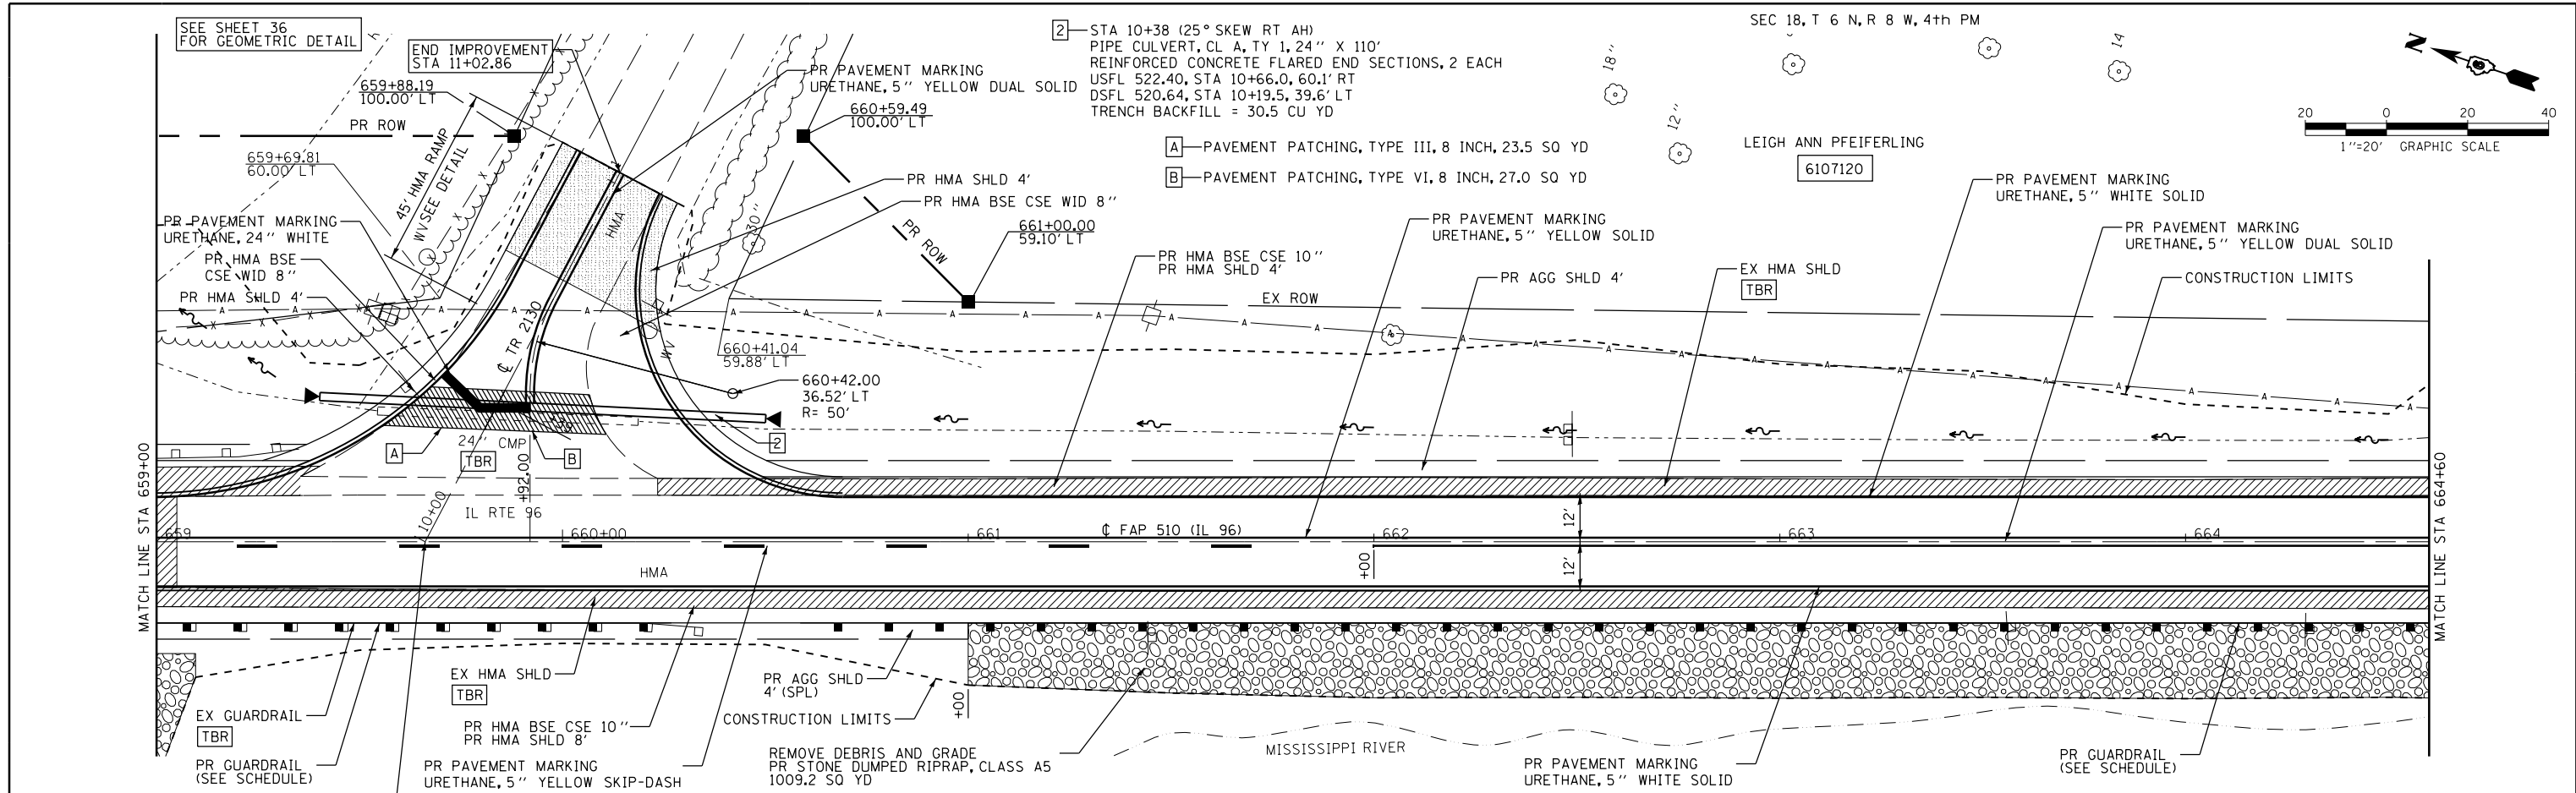 SEE SHEET 36
FOR GEOMETRIC DETAIL
END IMPROVEMENT
STA 11+02.86
659+88.19
100.00' LT
PR ROW
659+69.81
60.00' LT
45' HMA RAMP
SEE DETAIL
WV
PR PAVEMENT MARKING
URETHANE, 24" WHITE
PR HMA BSE
CSE WID 8"
PR HMA SHLD 4'
PR PAVEMENT MARKING
URETHANE, 5" YELLOW DUAL SOLID
660+59.49
100.00' LT
PR HMA SHLD 4'
PR HMA BSE CSE WID 8"
30"
PR ROW
661+00.00
59.10' LT
HMA
℄ TR 2130
WV
660+41.04
59.88' LT
660+42.00
36.52' LT
R= 50'
2 STA 10+38 (25° SKEW RT AH)
PIPE CULVERT, CL A, TY 1, 24" X 110'
REINFORCED CONCRETE FLARED END SECTIONS, 2 EACH
USFL 522.40, STA 10+66.0, 60.1' RT
DSFL 520.64, STA 10+19.5, 39.6' LT
TRENCH BACKFILL = 30.5 CU YD
A PAVEMENT PATCHING, TYPE III, 8 INCH, 23.5 SQ YD
B PAVEMENT PATCHING, TYPE VI, 8 INCH, 27.0 SQ YD
SEC 18, T 6 N, R 8 W, 4th PM
18"
12"
14
LEIGH ANN PFEIFERLING
6107120
N
20 0 20 40
1"=20' GRAPHIC SCALE
PR PAVEMENT MARKING
URETHANE, 5" YELLOW SOLID
PR HMA BSE CSE 10"
PR HMA SHLD 4'
EX ROW
PR AGG SHLD 4'
EX HMA SHLD
TBR
PR PAVEMENT MARKING
URETHANE, 5" WHITE SOLID
PR PAVEMENT MARKING
URETHANE, 5" YELLOW DUAL SOLID
CONSTRUCTION LIMITS
A
24" CMP
TBR
B
2
+92.00
10+00
IL RTE 96
MATCH LINE STA 659+00
659
660+00
661
℄ FAP 510 (IL 96)
662
+00
12'
12'
663
664
MATCH LINE STA 664+60
HMA
EX GUARDRAIL
TBR
PR GUARDRAIL
(SEE SCHEDULE)
EX HMA SHLD
TBR
PR HMA BSE CSE 10"
PR HMA SHLD 8'
PR PAVEMENT MARKING
URETHANE, 5" YELLOW SKIP-DASH
PR AGG SHLD
4' (SPL)
CONSTRUCTION LIMITS
+00
REMOVE DEBRIS AND GRADE
PR STONE DUMPED RIPRAP, CLASS A5
1009.2 SQ YD
MISSISSIPPI RIVER
PR PAVEMENT MARKING
URETHANE, 5" WHITE SOLID
PR GUARDRAIL
(SEE SCHEDULE)